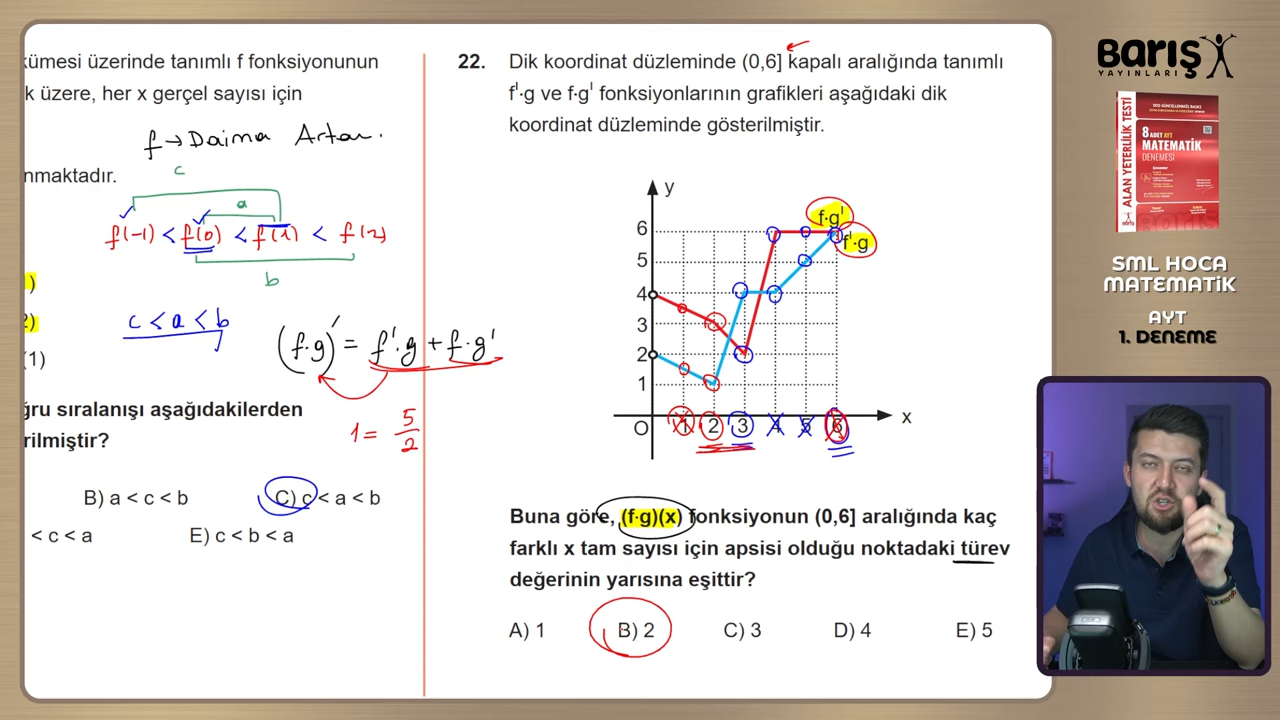 kümesi üzerinde tanımlı f fonksiyonunun
k üzere, her x gerçel sayısı için
f → Daima Artan.
nmaktadır.
c
a
f(-1) < f(0) < f(1) < f(2)
b
1)
2)
(1)
c < a < b
(f·g)' = f'·g + f·g'
1 = 5/2
ğru sıralanışı aşağıdakilerden
rilmiştir?
B) a < c < b
C) c < a < b
< c < a
E) c < b < a
22. Dik koordinat düzleminde (0,6] kapalı aralığında tanımlı
f'·g ve f·g' fonksiyonlarının grafikleri aşağıdaki dik
koordinat düzleminde gösterilmiştir.
y
f·g'
f'·g
6
5
4
3
2
1
O
1 2 3 4 5 6
x
Buna göre, (f·g)(x) fonksiyonun (0,6] aralığında kaç
farklı x tam sayısı için apsisi olduğu noktadaki türev
değerinin yarısına eşittir?
A) 1
B) 2
C) 3
D) 4
E) 5
BARIŞ
YAYINLARI
ALAN YETERLİLİK TESTİ
8 ADET AYT
MATEMATİK
DENEMESİ
SML HOCA
MATEMATİK
AYT
1. DENEME